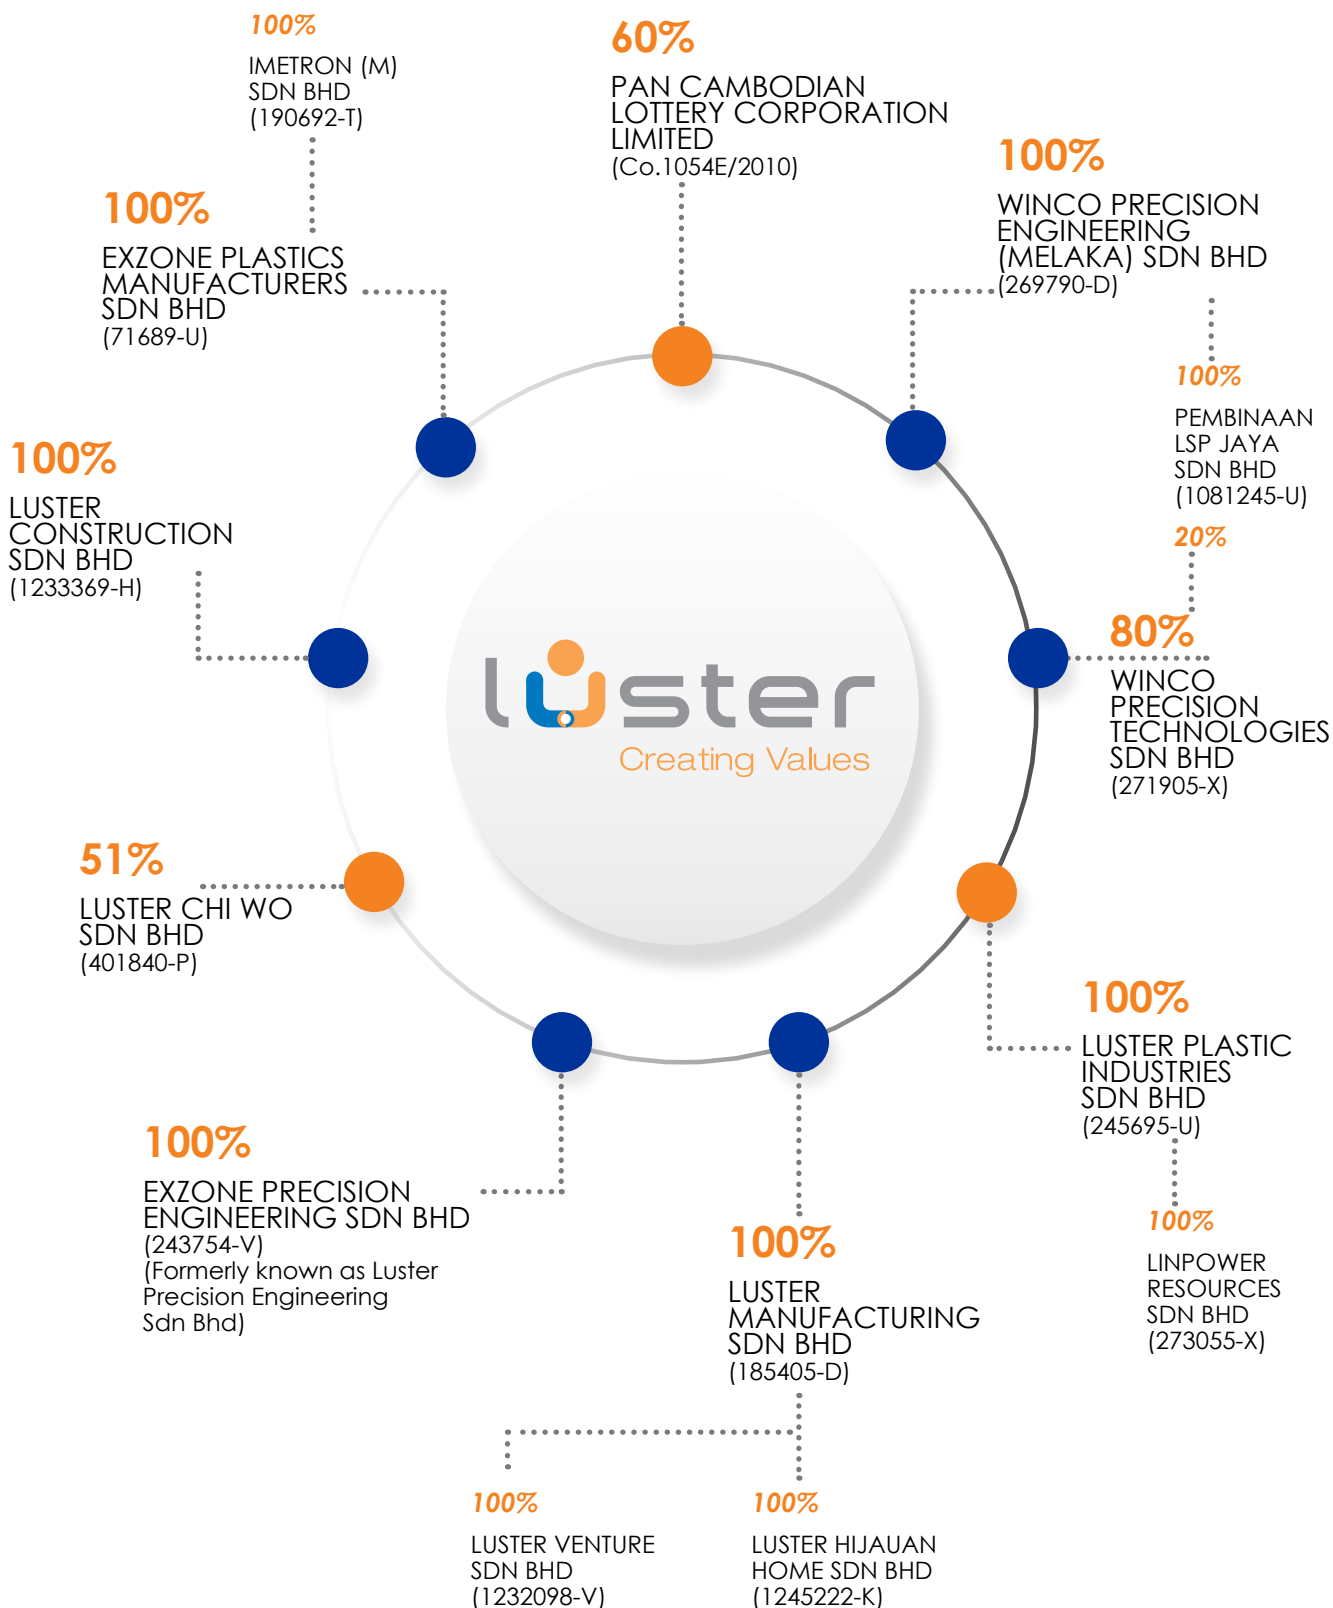 100%
IMETRON (M)
SDN BHD
(190692-T)
60%
PAN CAMBODIAN
LOTTERY CORPORATION
LIMITED
(Co.1054E/2010)
100%
WINCO PRECISION
ENGINEERING
(MELAKA) SDN BHD
(269790-D)
100%
EXZONE PLASTICS
MANUFACTURERS
SDN BHD
(71689-U)
100%
PEMBINAAN
LSP JAYA
SDN BHD
(1081245-U)
20%
100%
LUSTER
CONSTRUCTION
SDN BHD
(1233369-H)
80%
WINCO
PRECISION
TECHNOLOGIES
SDN BHD
(271905-X)
luster
Creating Values
51%
LUSTER CHI WO
SDN BHD
(401840-P)
100%
LUSTER PLASTIC
INDUSTRIES
SDN BHD
(245695-U)
100%
LINPOWER
RESOURCES
SDN BHD
(273055-X)
100%
EXZONE PRECISION
ENGINEERING SDN BHD
(243754-V)
(Formerly known as Luster
Precision Engineering
Sdn Bhd)
100%
LUSTER
MANUFACTURING
SDN BHD
(185405-D)
100%
LUSTER VENTURE
SDN BHD
(1232098-V)
100%
LUSTER HIJAUAN
HOME SDN BHD
(1245222-K)